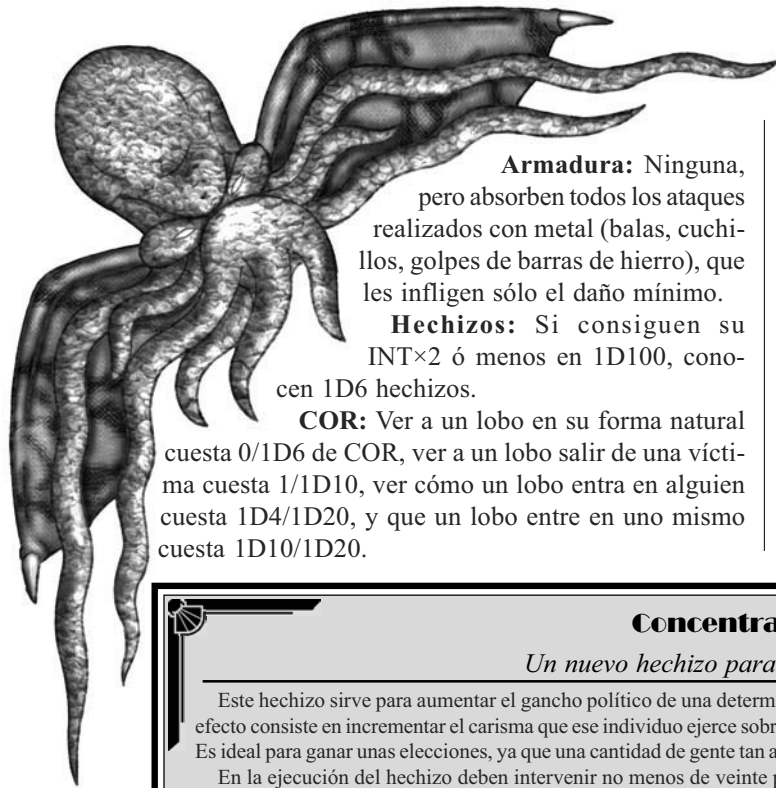 Armadura: Ninguna,
pero absorben todos los ataques
realizados con metal (balas, cuchi-
llos, golpes de barras de hierro), que
les infligen sólo el daño mínimo.
Hechizos: Si consiguen su
INT×2 ó menos en 1D100, cono-
cen 1D6 hechizos.
COR: Ver a un lobo en su forma natural
cuesta 0/1D6 de COR, ver a un lobo salir de una vícti-
ma cuesta 1/1D10, ver cómo un lobo entra en alguien
cuesta 1D4/1D20, y que un lobo entre en uno mismo
cuesta 1D10/1D20.
Concentra
Un nuevo hechizo para
Este hechizo sirve para aumentar el gancho político de una determ
efecto consiste en incrementar el carisma que ese individuo ejerce sobr
Es ideal para ganar unas elecciones, ya que una cantidad de gente tan a
En la ejecución del hechizo deben intervenir no menos de veinte p